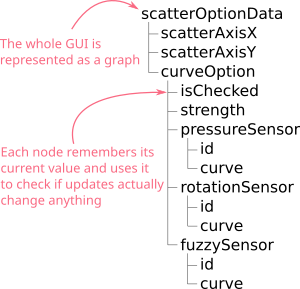 scatterOptionData
The whole GUI is
represented as a graph
scatterAxisX
scatterAxisY
curveOption
isChecked
strength
pressureSensor
id
curve
Each node remembers its
current value and uses it
to check if updates actually
change anything
rotationSensor
id
curve
fuzzySensor
id
curve